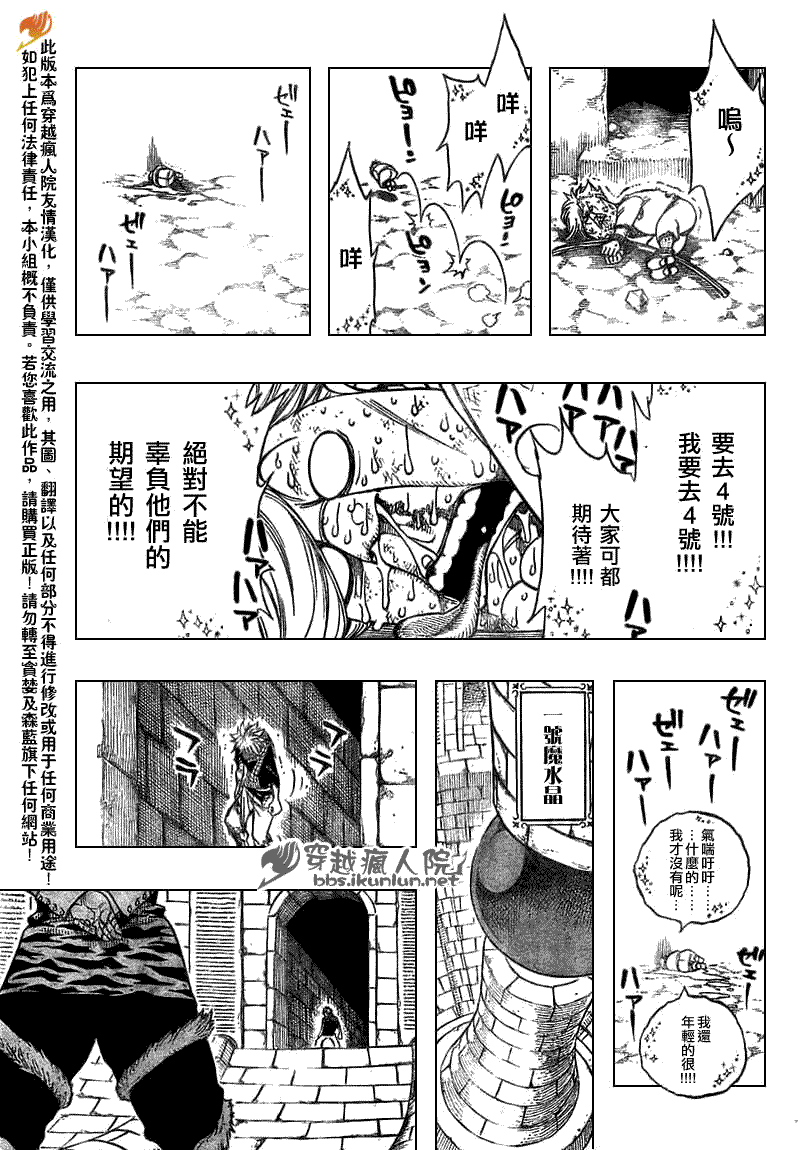 嗚～
咩
咩
咩
ピョーン
ピョン
ゼェー
ハァー
ゼェー
ハァー
要去4號!!!
我要去4號!!!!
大家可都
期待著!!!!
絕對不能
辜負他們的
期望的!!!!
ハァ
ハァ
ハァ
ハァ
ハァ
ゼェー
ゼェー
ハァー
ハァー
氣喘吁吁…
…什麼的……
我才沒有呢…
ゼェー
ハァー
我還
年輕的很!!!!
一號魔水晶
フラ
フラ
穿越瘋人院
bbs.ikunlun.net
此版本爲穿越瘋人院友情漢化，僅供學習交流之用，其圖、翻譯以及任何部分不得進行修改或用于任何商業用途！
如犯上任何法律責任，本小組概不負責。若您喜歡此作品，請購買正版！請勿轉至貪婪及森藍旗下任何網站！